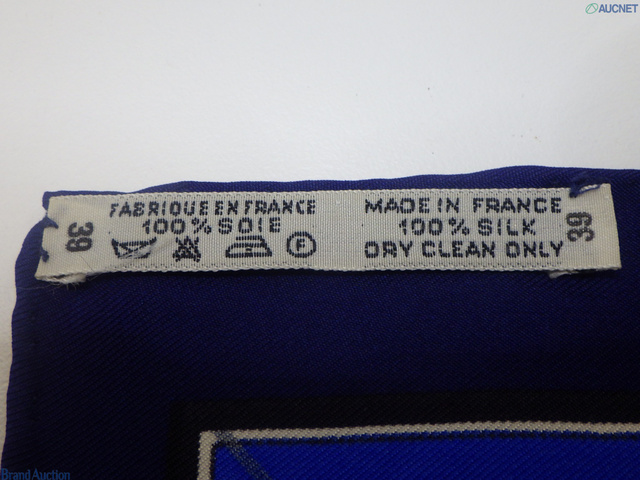 AUCNET
FABRIQUE EN FRANCE
100% SOIE
F
MADE IN FRANCE
100% SILK
DRY CLEAN ONLY
39
39
Brand Auction